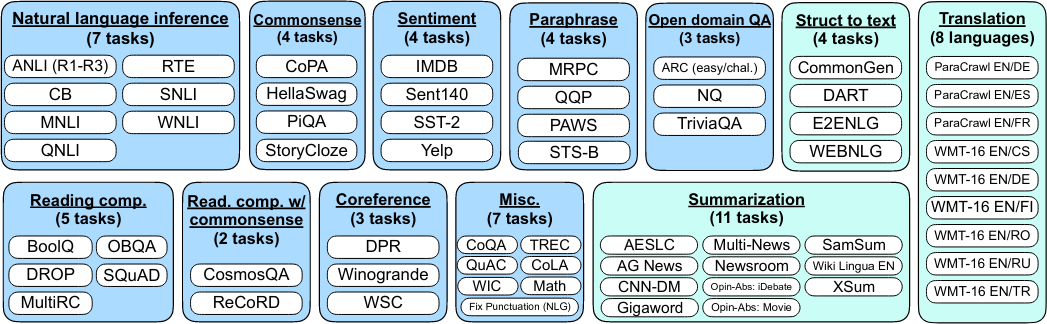 Natural language inference
(7 tasks)
ANLI (R1-R3)
RTE
CB
SNLI
MNLI
WNLI
QNLI
Commonsense
(4 tasks)
CoPA
HellaSwag
PiQA
StoryCloze
Sentiment
(4 tasks)
IMDB
Sent140
SST-2
Yelp
Paraphrase
(4 tasks)
MRPC
QQP
PAWS
STS-B
Open domain QA
(3 tasks)
ARC (easy/chal.)
NQ
TriviaQA
Struct to text
(4 tasks)
CommonGen
DART
E2ENLG
WEBNLG
Translation
(8 languages)
ParaCrawl EN/DE
ParaCrawl EN/ES
ParaCrawl EN/FR
WMT-16 EN/CS
WMT-16 EN/DE
WMT-16 EN/FI
WMT-16 EN/RO
WMT-16 EN/RU
WMT-16 EN/TR
Reading comp.
(5 tasks)
BoolQ
OBQA
DROP
SQuAD
MultiRC
Read. comp. w/
commonsense
(2 tasks)
CosmosQA
ReCoRD
Coreference
(3 tasks)
DPR
Winogrande
WSC
Misc.
(7 tasks)
CoQA
TREC
QuAC
CoLA
WIC
Math
Fix Punctuation (NLG)
Summarization
(11 tasks)
AESLC
Multi-News
SamSum
AG News
Newsroom
Wiki Lingua EN
CNN-DM
Opin-Abs: iDebate
XSum
Gigaword
Opin-Abs: Movie